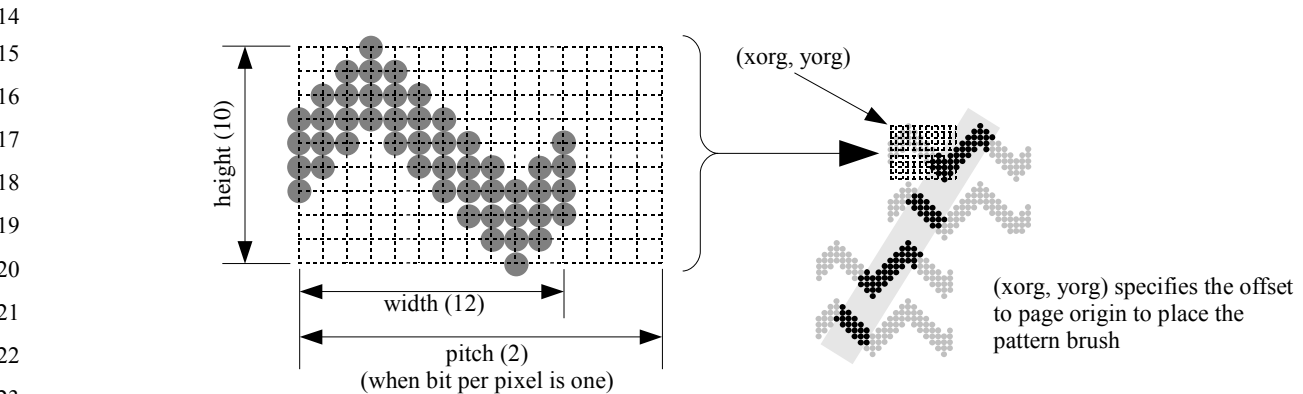 14
15
16
17
18
19
20
21
22
23
height (10)
width (12)
pitch (2)
(when bit per pixel is one)
(xorg, yorg)
(xorg, yorg) specifies the offset
to page origin to place the
pattern brush